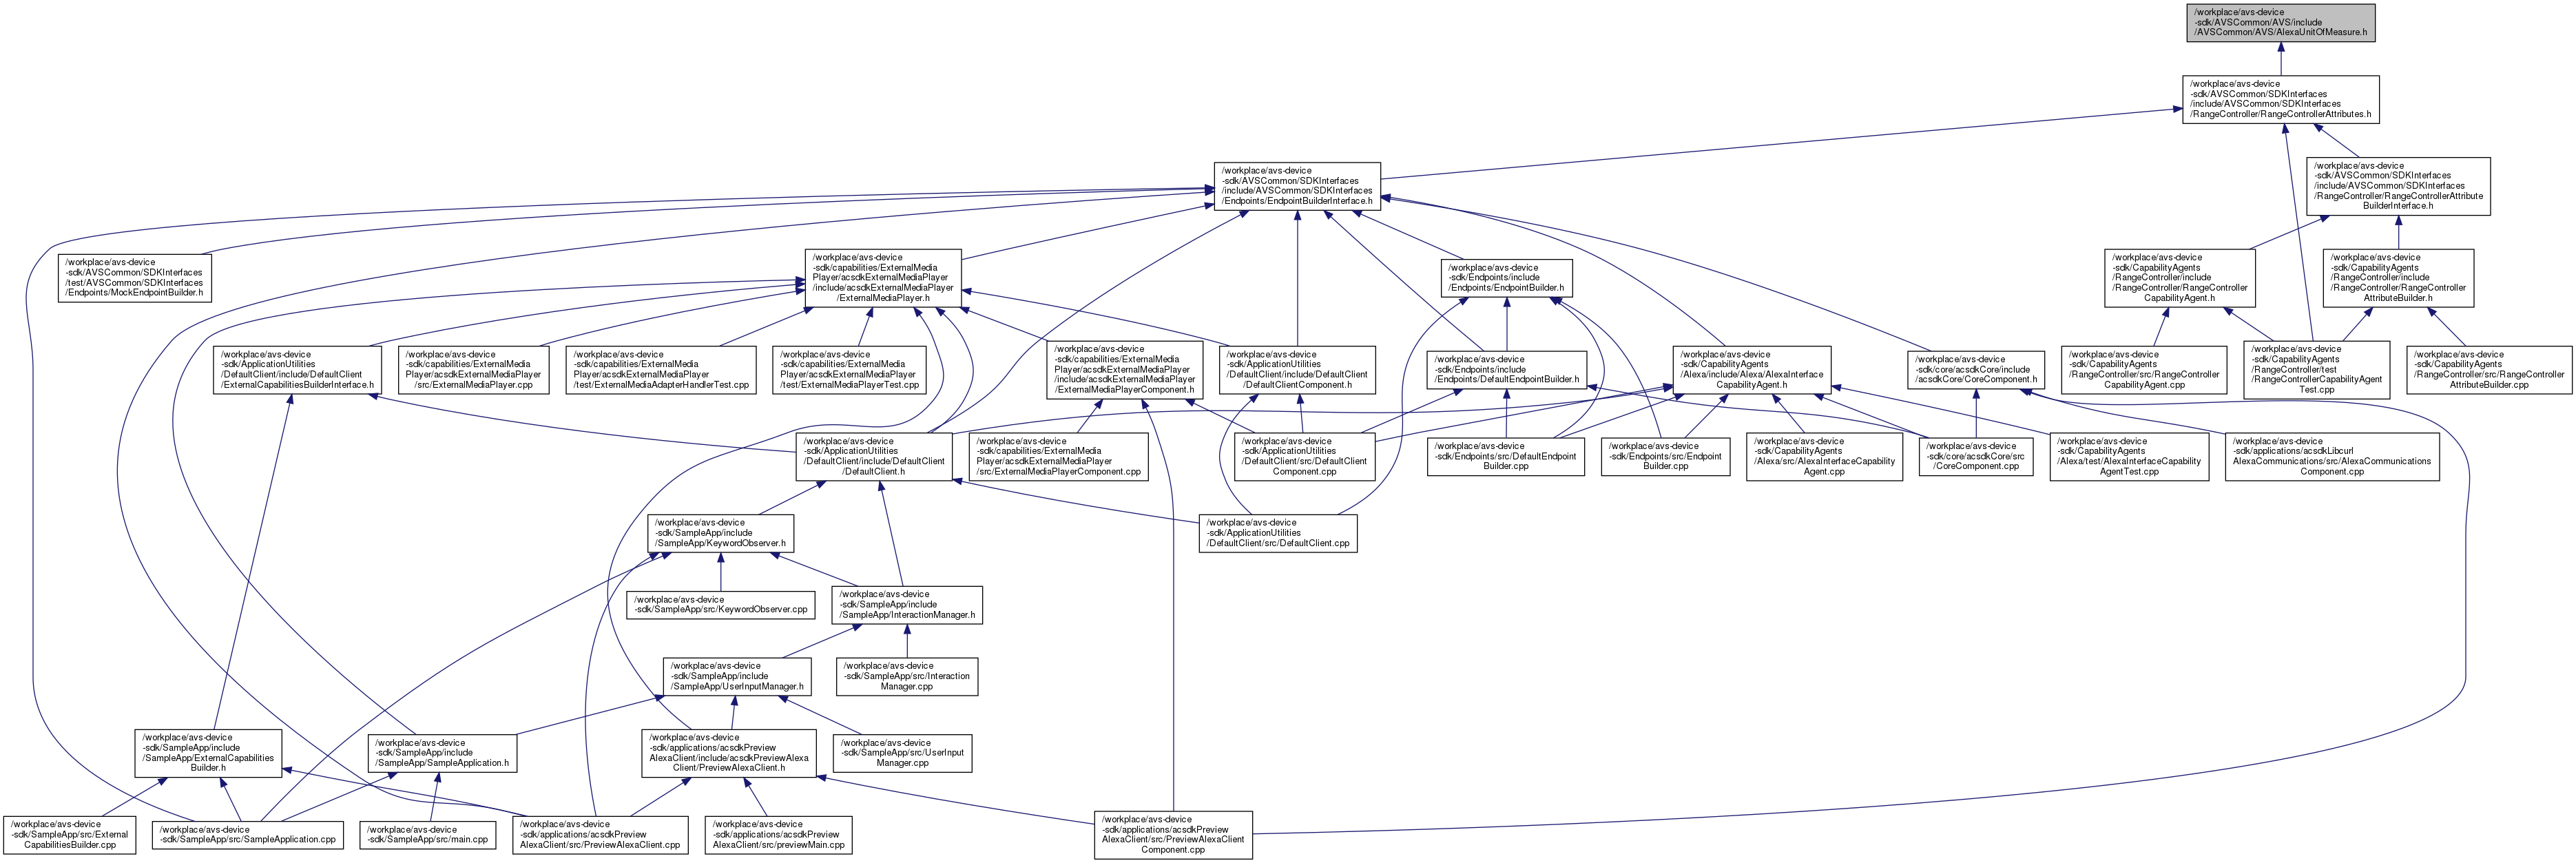 /workplace/avs-device
-sdk/AVSCommon/AVS/include
/AVSCommon/AVS/AlexaUnitOfMeasure.h
/workplace/avs-device
-sdk/AVSCommon/SDKInterfaces
/include/AVSCommon/SDKInterfaces
/RangeController/RangeControllerAttributes.h
/workplace/avs-device
-sdk/AVSCommon/SDKInterfaces
/include/AVSCommon/SDKInterfaces
/Endpoints/EndpointBuilderInterface.h
/workplace/avs-device
-sdk/AVSCommon/SDKInterfaces
/include/AVSCommon/SDKInterfaces
/RangeController/RangeControllerAttribute
BuilderInterface.h
/workplace/avs-device
-sdk/AVSCommon/SDKInterfaces
/test/AVSCommon/SDKInterfaces
/Endpoints/MockEndpointBuilder.h
/workplace/avs-device
-sdk/capabilities/ExternalMedia
Player/acsdkExternalMediaPlayer
/include/acsdkExternalMediaPlayer
/ExternalMediaPlayer.h
/workplace/avs-device
-sdk/Endpoints/include
/Endpoints/EndpointBuilder.h
/workplace/avs-device
-sdk/CapabilityAgents
/RangeController/include
/RangeController/RangeController
CapabilityAgent.h
/workplace/avs-device
-sdk/CapabilityAgents
/RangeController/include
/RangeController/RangeController
AttributeBuilder.h
/workplace/avs-device
-sdk/ApplicationUtilities
/DefaultClient/include/DefaultClient
/ExternalCapabilitiesBuilderInterface.h
/workplace/avs-device
-sdk/capabilities/ExternalMedia
Player/acsdkExternalMediaPlayer
/src/ExternalMediaPlayer.cpp
/workplace/avs-device
-sdk/capabilities/ExternalMedia
Player/acsdkExternalMediaPlayer
/test/ExternalMediaAdapterHandlerTest.cpp
/workplace/avs-device
-sdk/capabilities/ExternalMedia
Player/acsdkExternalMediaPlayer
/test/ExternalMediaPlayerTest.cpp
/workplace/avs-device
-sdk/capabilities/ExternalMedia
Player/acsdkExternalMediaPlayer
/include/acsdkExternalMediaPlayer
/ExternalMediaPlayerComponent.h
/workplace/avs-device
-sdk/ApplicationUtilities
/DefaultClient/include/DefaultClient
/DefaultClientComponent.h
/workplace/avs-device
-sdk/Endpoints/include
/Endpoints/DefaultEndpointBuilder.h
/workplace/avs-device
-sdk/CapabilityAgents
/Alexa/include/Alexa/AlexaInterface
CapabilityAgent.h
/workplace/avs-device
-sdk/core/acsdkCore/include
/acsdkCore/CoreComponent.h
/workplace/avs-device
-sdk/CapabilityAgents
/RangeController/src/RangeController
CapabilityAgent.cpp
/workplace/avs-device
-sdk/CapabilityAgents
/RangeController/test
/RangeControllerCapabilityAgent
Test.cpp
/workplace/avs-device
-sdk/CapabilityAgents
/RangeController/src/RangeController
AttributeBuilder.cpp
/workplace/avs-device
-sdk/ApplicationUtilities
/DefaultClient/include/DefaultClient
/DefaultClient.h
/workplace/avs-device
-sdk/capabilities/ExternalMedia
Player/acsdkExternalMediaPlayer
/src/ExternalMediaPlayerComponent.cpp
/workplace/avs-device
-sdk/ApplicationUtilities
/DefaultClient/src/DefaultClient
Component.cpp
/workplace/avs-device
-sdk/Endpoints/src/DefaultEndpoint
Builder.cpp
/workplace/avs-device
-sdk/Endpoints/src/Endpoint
Builder.cpp
/workplace/avs-device
-sdk/CapabilityAgents
/Alexa/src/AlexaInterfaceCapability
Agent.cpp
/workplace/avs-device
-sdk/core/acsdkCore/src
/CoreComponent.cpp
/workplace/avs-device
-sdk/CapabilityAgents
/Alexa/test/AlexaInterfaceCapability
AgentTest.cpp
/workplace/avs-device
-sdk/applications/acsdkLibcurl
AlexaCommunications/src/AlexaCommunications
Component.cpp
/workplace/avs-device
-sdk/SampleApp/include
/SampleApp/KeywordObserver.h
/workplace/avs-device
-sdk/ApplicationUtilities
/DefaultClient/src/DefaultClient.cpp
/workplace/avs-device
-sdk/SampleApp/src/KeywordObserver.cpp
/workplace/avs-device
-sdk/SampleApp/include
/SampleApp/InteractionManager.h
/workplace/avs-device
-sdk/SampleApp/include
/SampleApp/UserInputManager.h
/workplace/avs-device
-sdk/SampleApp/src/Interaction
Manager.cpp
/workplace/avs-device
-sdk/SampleApp/include
/SampleApp/ExternalCapabilities
Builder.h
/workplace/avs-device
-sdk/SampleApp/include
/SampleApp/SampleApplication.h
/workplace/avs-device
-sdk/applications/acsdkPreview
AlexaClient/include/acsdkPreviewAlexa
Client/PreviewAlexaClient.h
/workplace/avs-device
-sdk/SampleApp/src/UserInput
Manager.cpp
/workplace/avs-device
-sdk/SampleApp/src/External
CapabilitiesBuilder.cpp
/workplace/avs-device
-sdk/SampleApp/src/SampleApplication.cpp
/workplace/avs-device
-sdk/SampleApp/src/main.cpp
/workplace/avs-device
-sdk/applications/acsdkPreview
AlexaClient/src/PreviewAlexaClient.cpp
/workplace/avs-device
-sdk/applications/acsdkPreview
AlexaClient/src/previewMain.cpp
/workplace/avs-device
-sdk/applications/acsdkPreview
AlexaClient/src/PreviewAlexaClient
Component.cpp